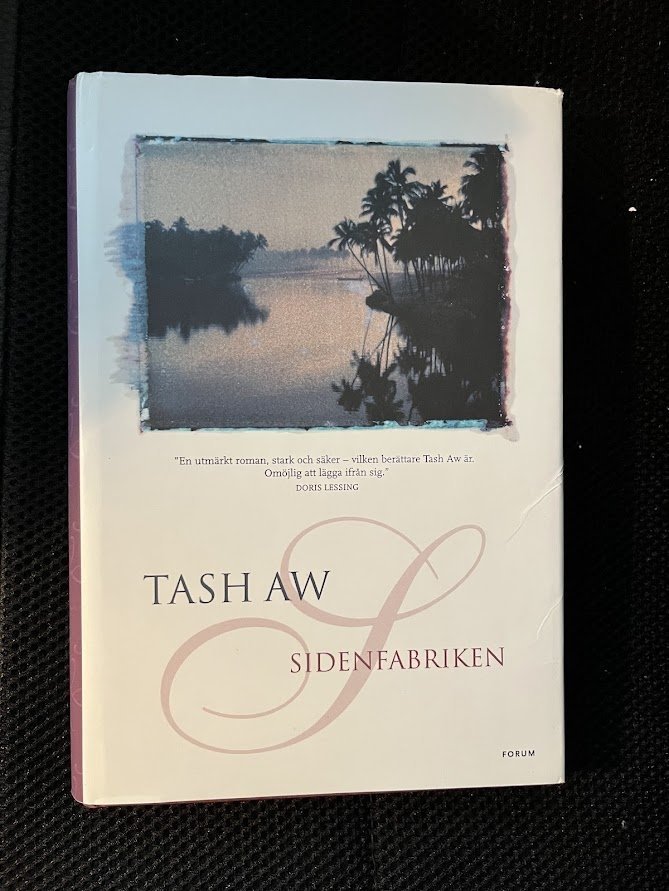 "En utmärkt roman, stark och säker – vilken berättare Tash Aw är.
Omöjlig att lägga ifrån sig."
DORIS LESSING
TASH AW
S
SIDENFABRIKEN
FORUM